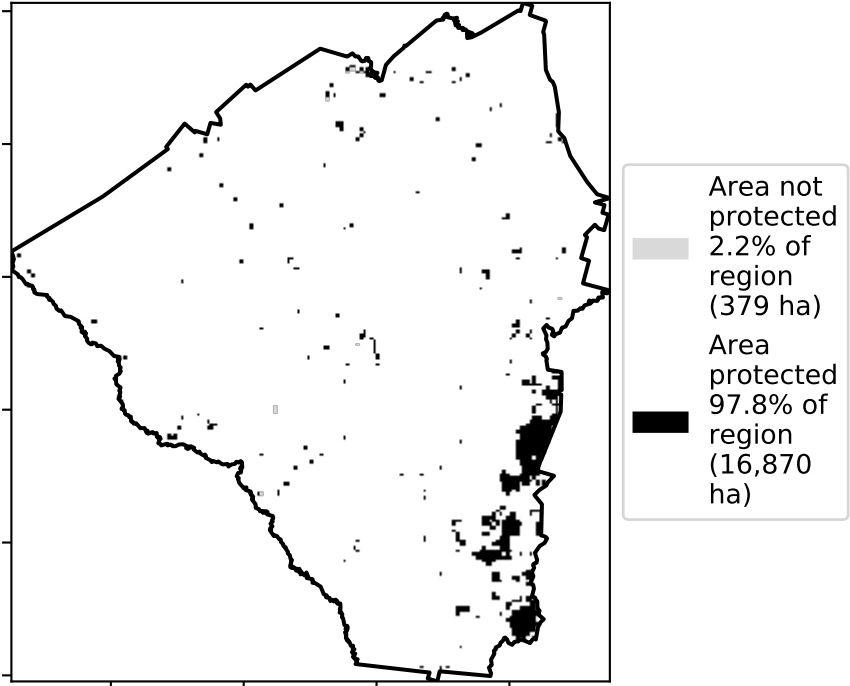 Area not
protected
2.2% of
region
(379 ha)
Area
protected
97.8% of
region
(16,870
ha)